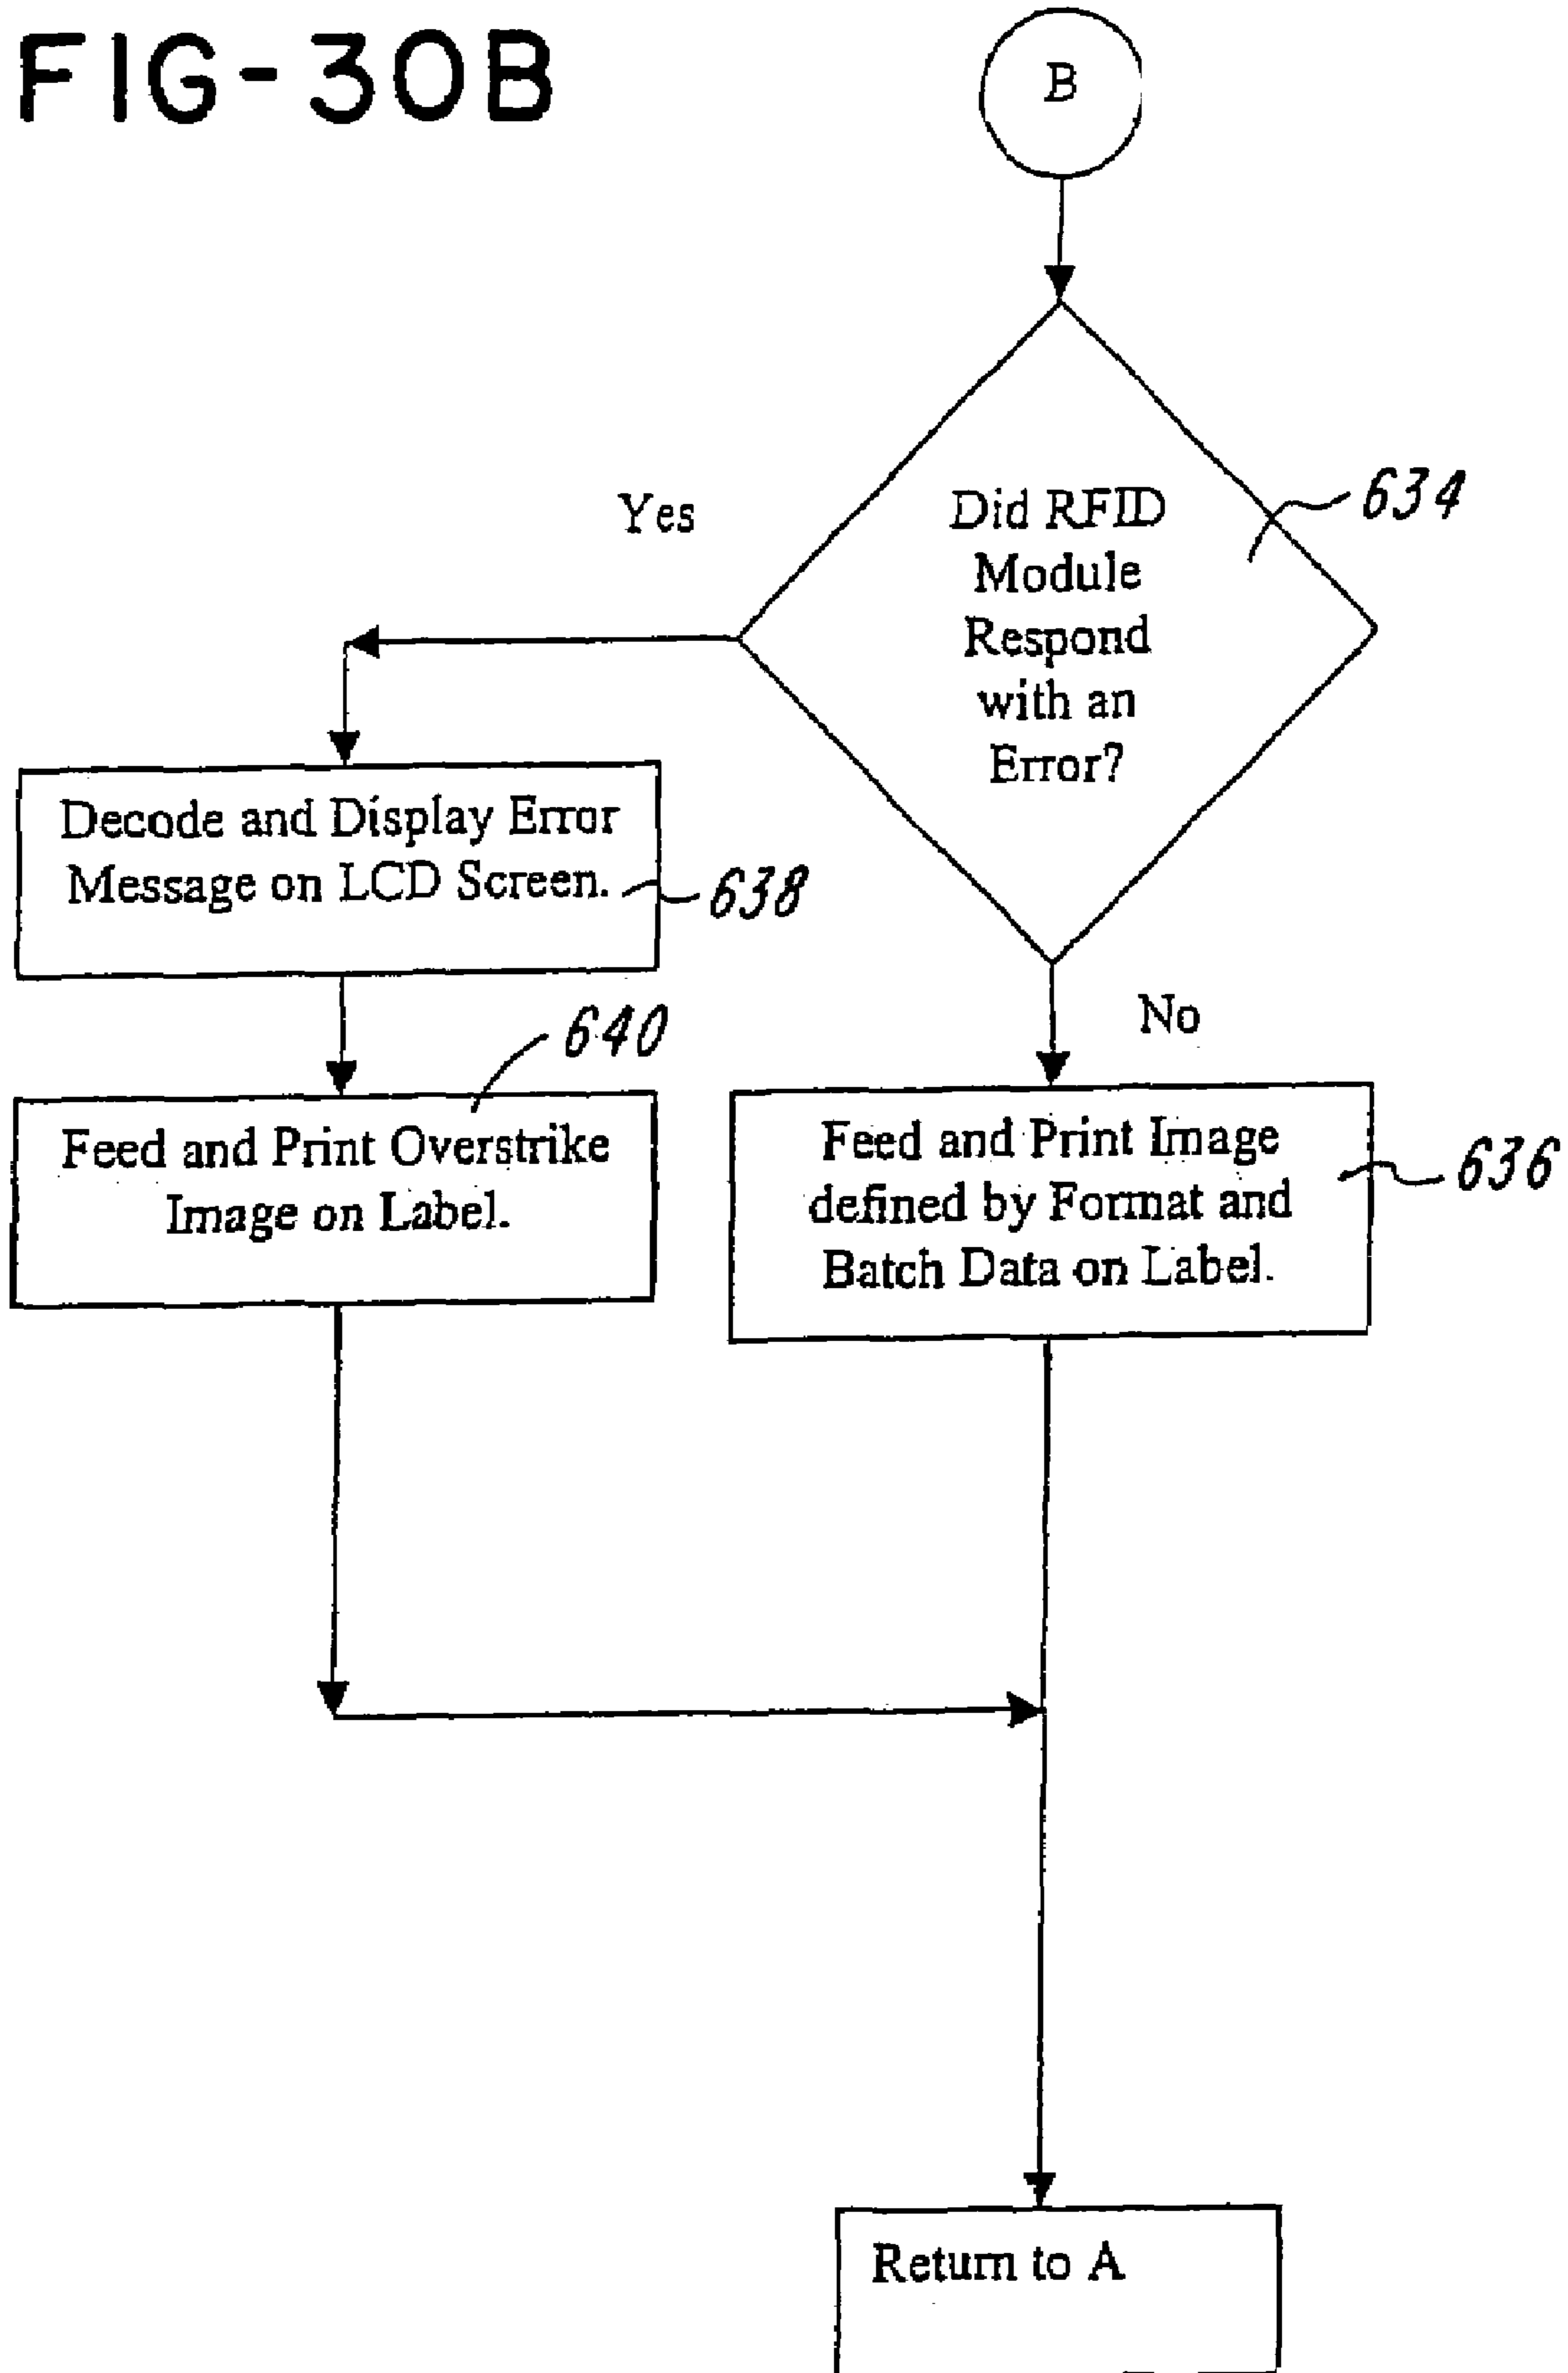 FIG-30B
B
Did RFID
Module
Respond
with an
Error?
634
Yes
Decode and Display Error
Message on LCD Screen.
638
No
640
Feed and Print Overstrike
Image on Label.
Feed and Print Image
defined by Format and
Batch Data on Label.
636
Return to A